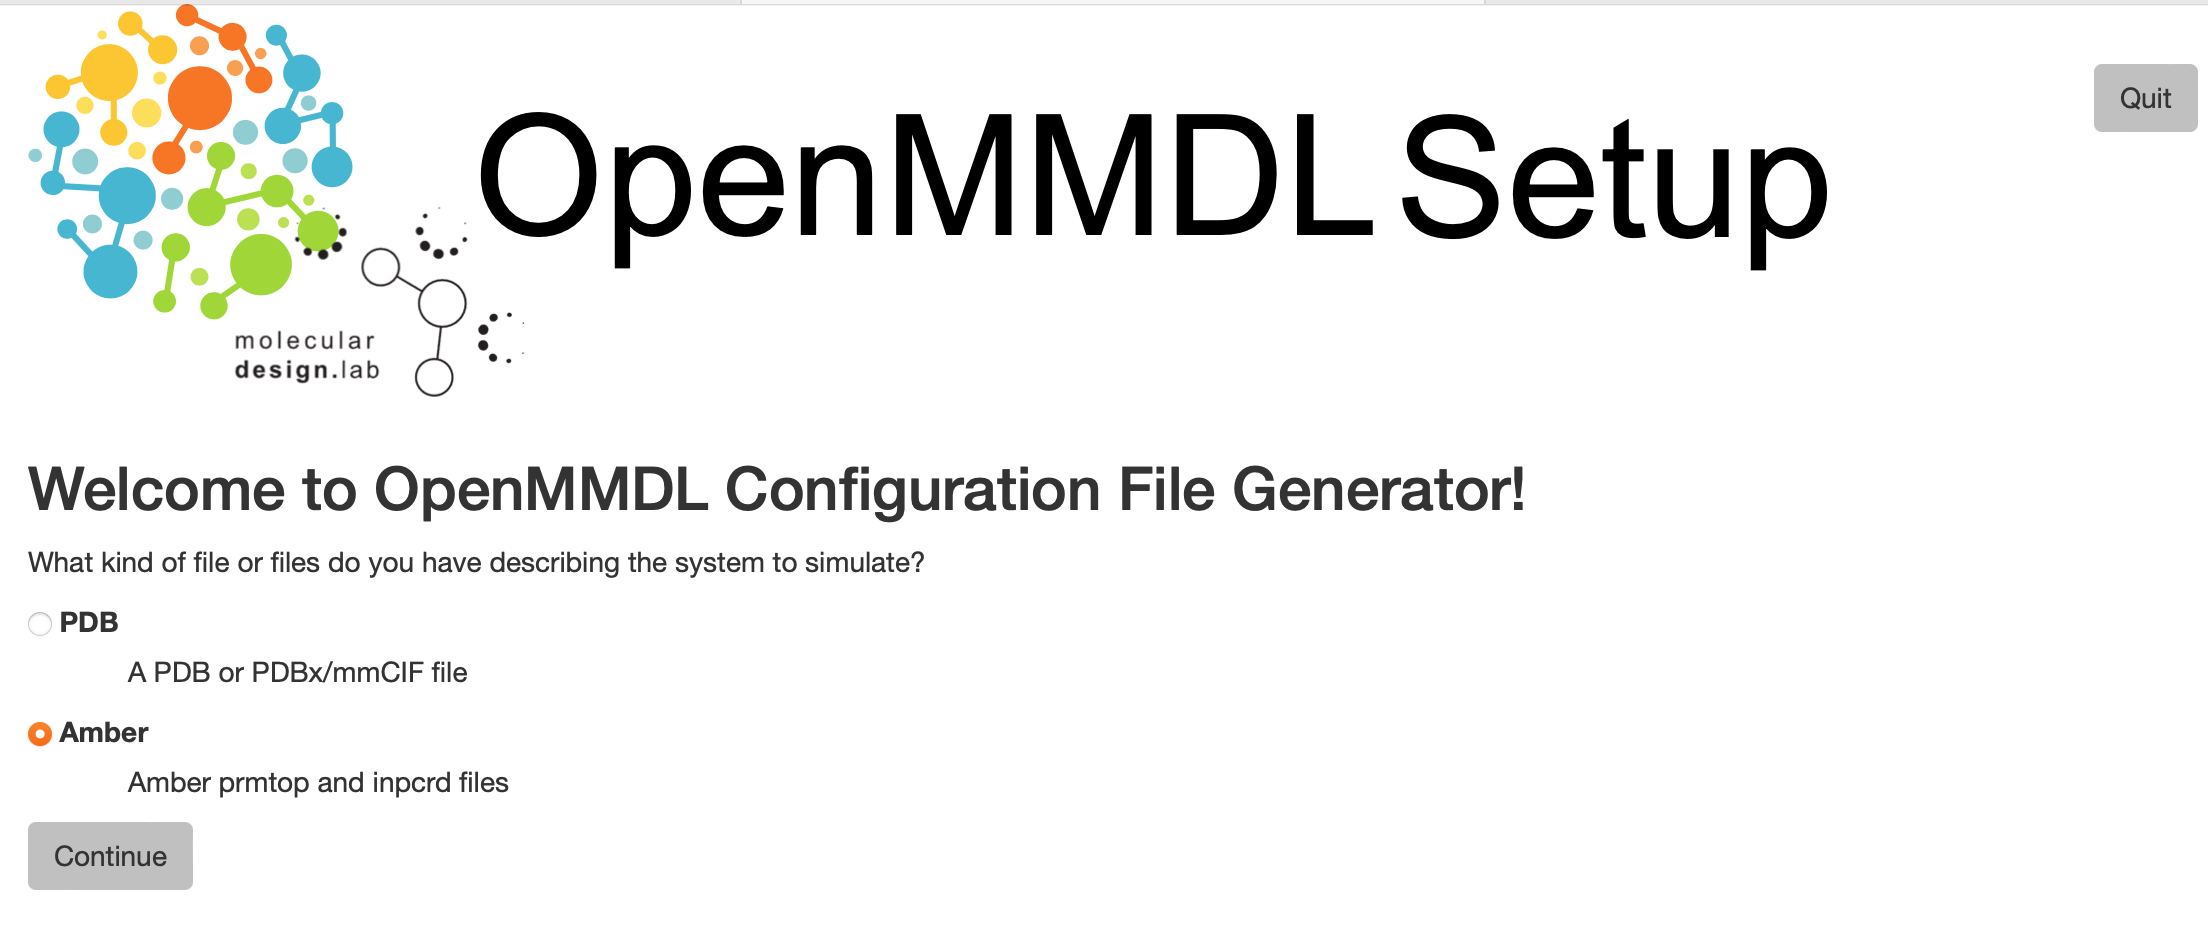 OpenMMDL Setup
Quit
molecular
design.lab
Welcome to OpenMMDL Configuration File Generator!
What kind of file or files do you have describing the system to simulate?
PDB
A PDB or PDBx/mmCIF file
Amber
Amber prmtop and inpcrd files
Continue